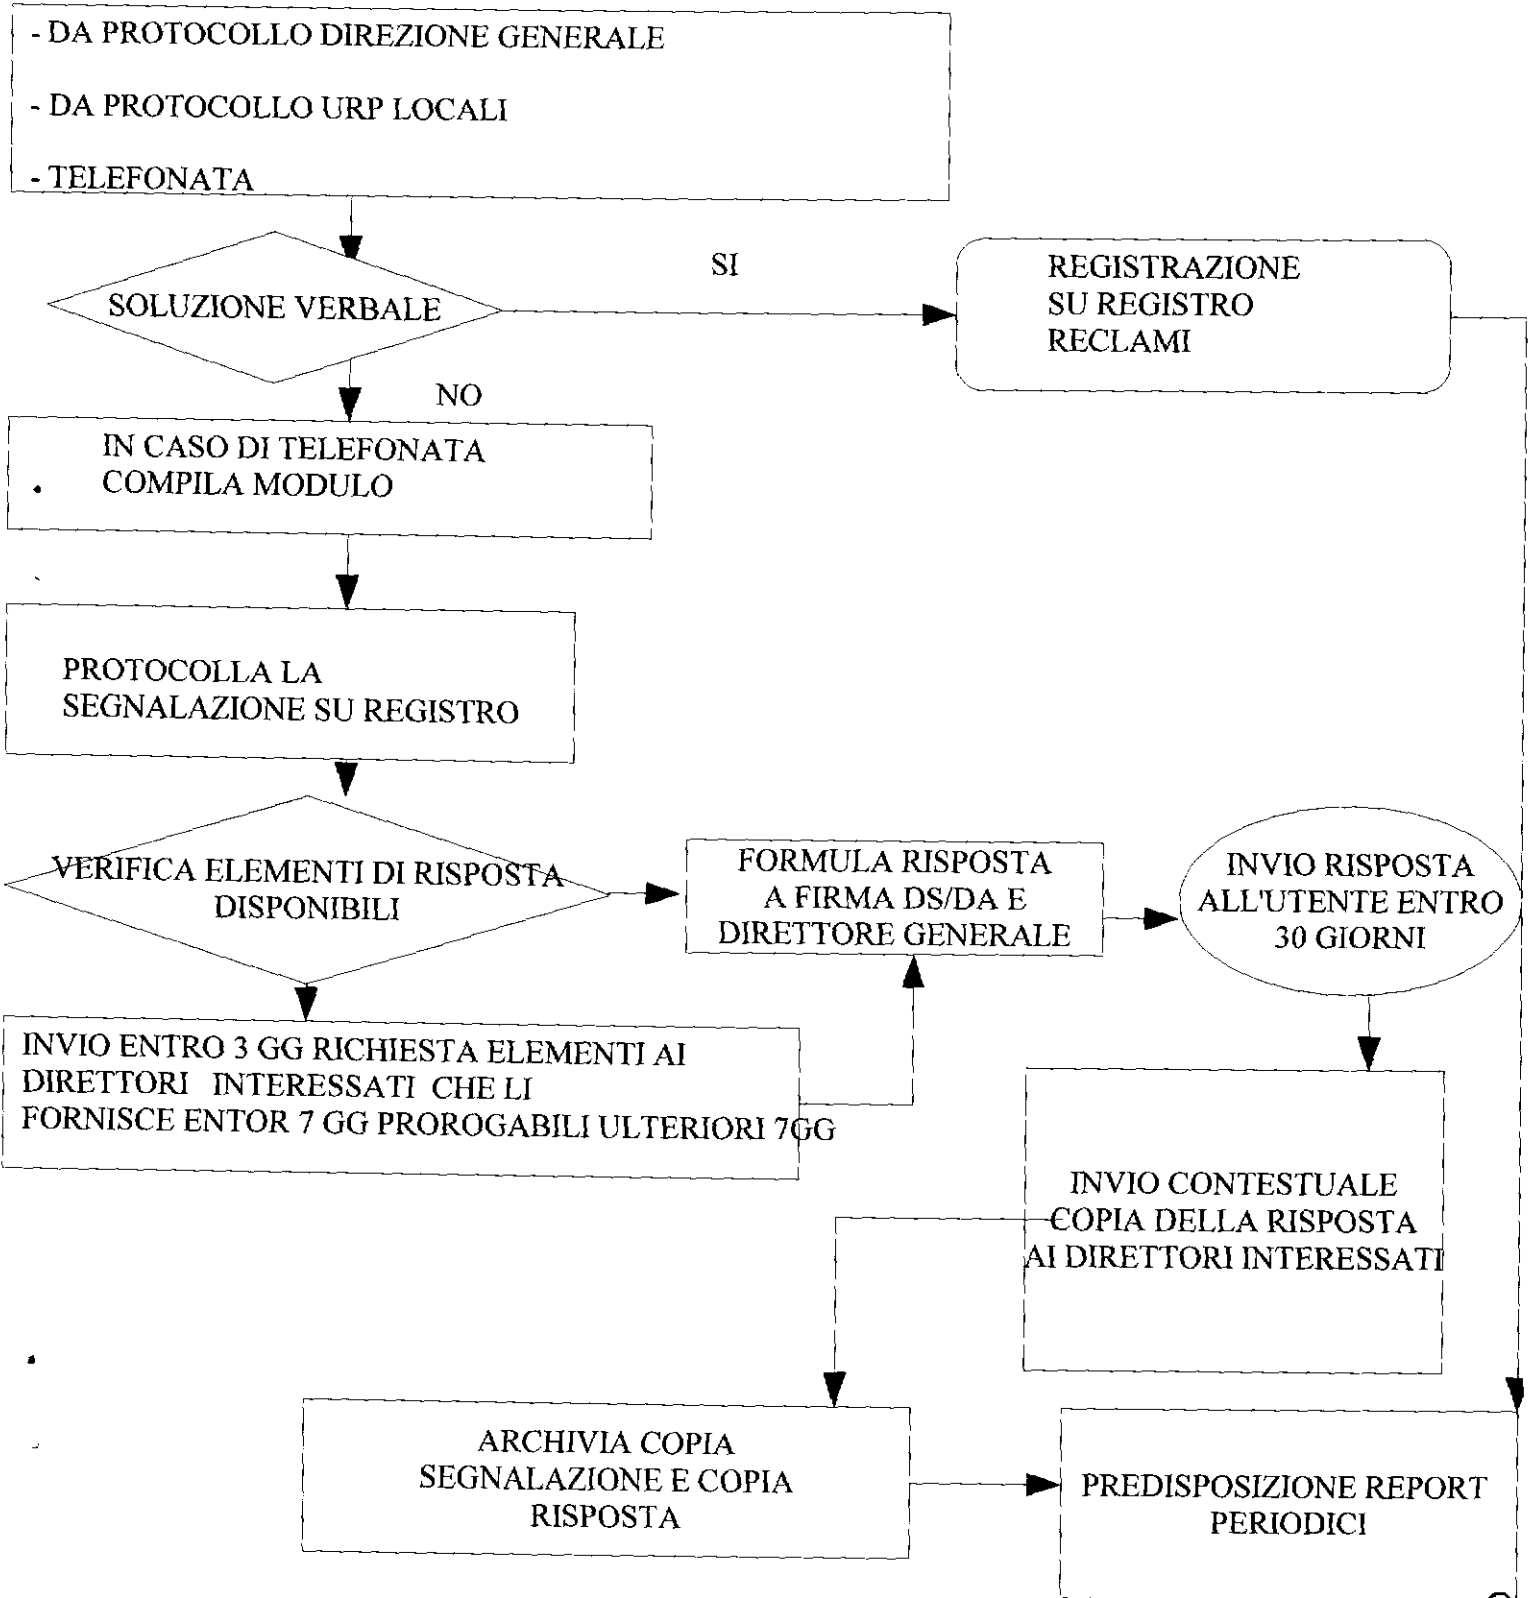 - DA PROTOCOLLO DIREZIONE GENERALE
- DA PROTOCOLLO URP LOCALI
- TELEFONATA
SOLUZIONE VERBALE
SI
REGISTRAZIONE
SU REGISTRO
RECLAMI
NO
IN CASO DI TELEFONATA
COMPILA MODULO
PROTOCOLLA LA
SEGNALAZIONE SU REGISTRO
VERIFICA ELEMENTI DI RISPOSTA
DISPONIBILI
FORMULA RISPOSTA
A FIRMA DS/DA E
DIRETTORE GENERALE
INVIO RISPOSTA
ALL'UTENTE ENTRO
30 GIORNI
INVIO ENTRO 3 GG RICHIESTA ELEMENTI AI
DIRETTORI INTERESSATI CHE LI
FORNISCE ENTOR 7 GG PROROGABILI ULTERIORI 7GG
INVIO CONTESTUALE
COPIA DELLA RISPOSTA
AI DIRETTORI INTERESSATI
ARCHIVIA COPIA
SEGNALAZIONE E COPIA
RISPOSTA
PREDISPOSIZIONE REPORT
PERIODICI